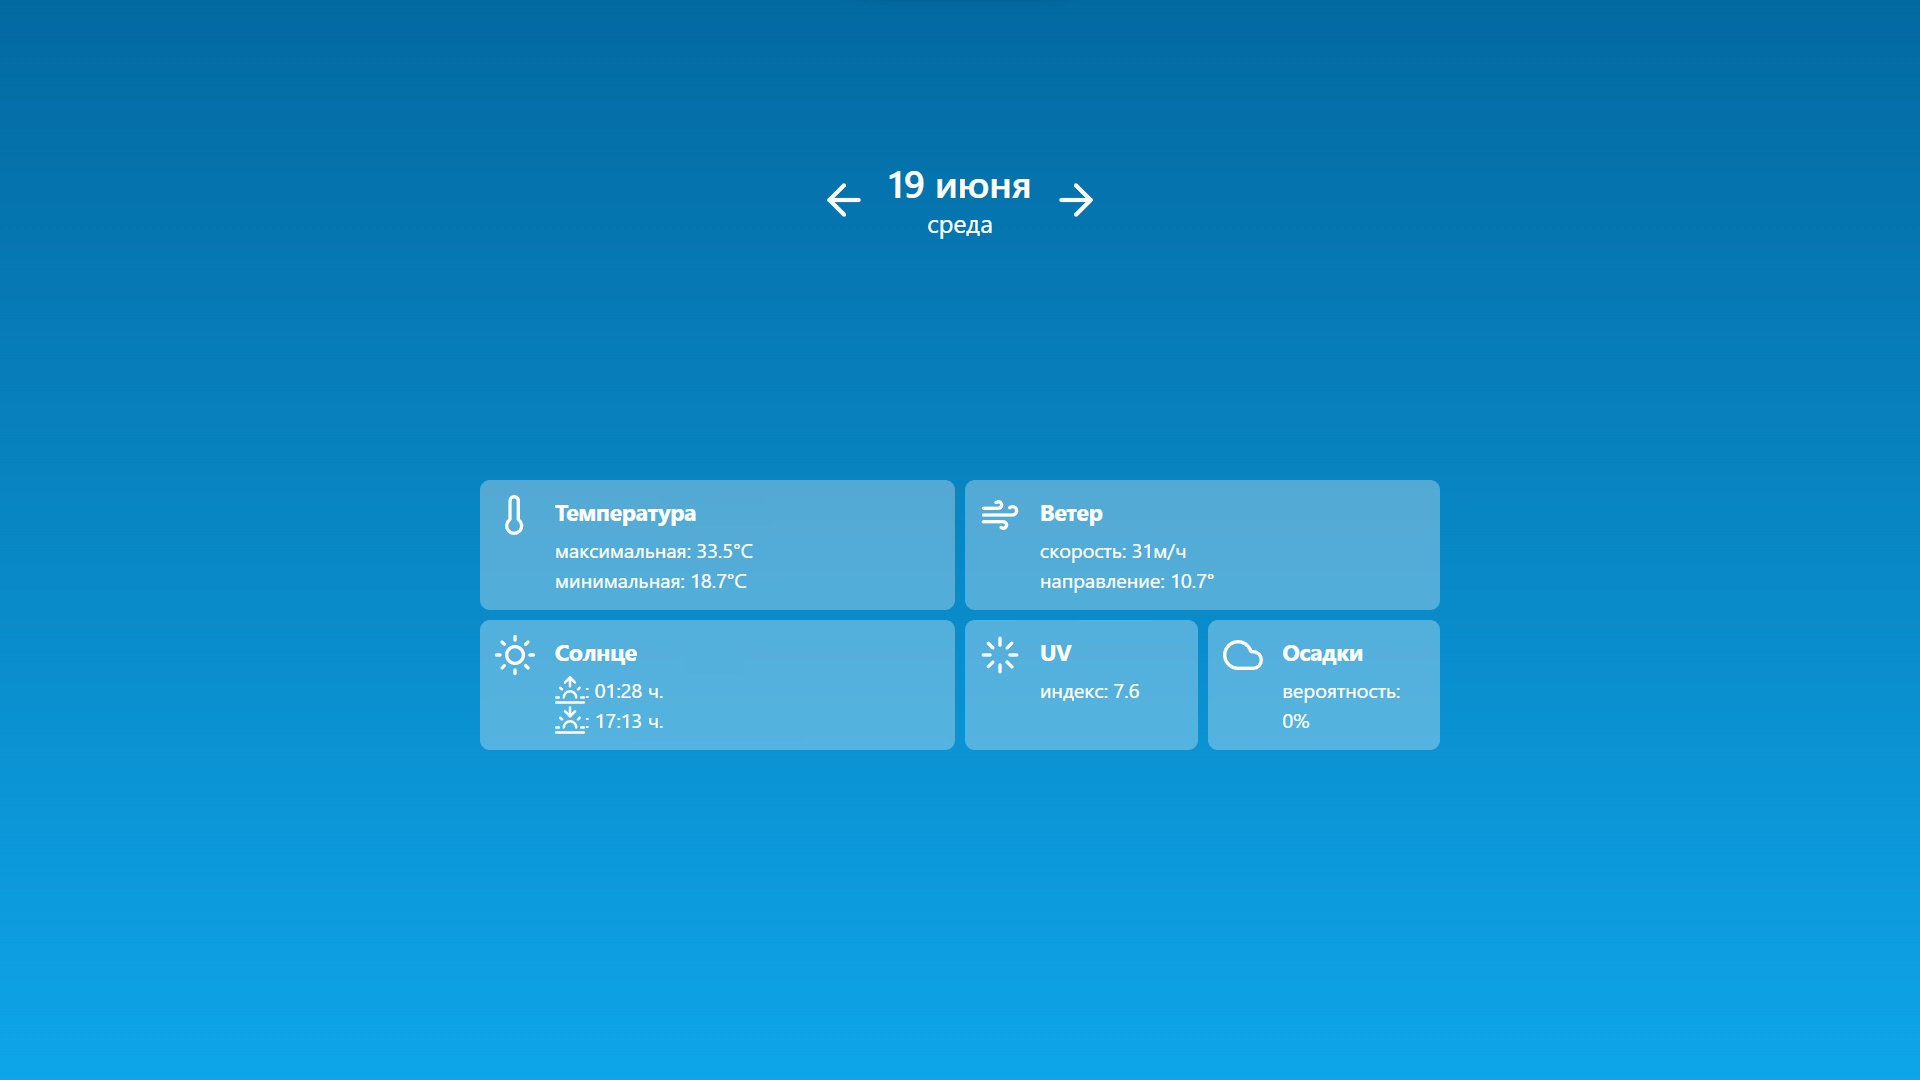 19 июня
среда
Температура
максимальная: 33.5°C
минимальная: 18.7°C
Ветер
скорость: 31м/ч
направление: 10.7°
Солнце
: 01:28 ч.
: 17:13 ч.
UV
индекс: 7.6
Осадки
вероятность:
0%